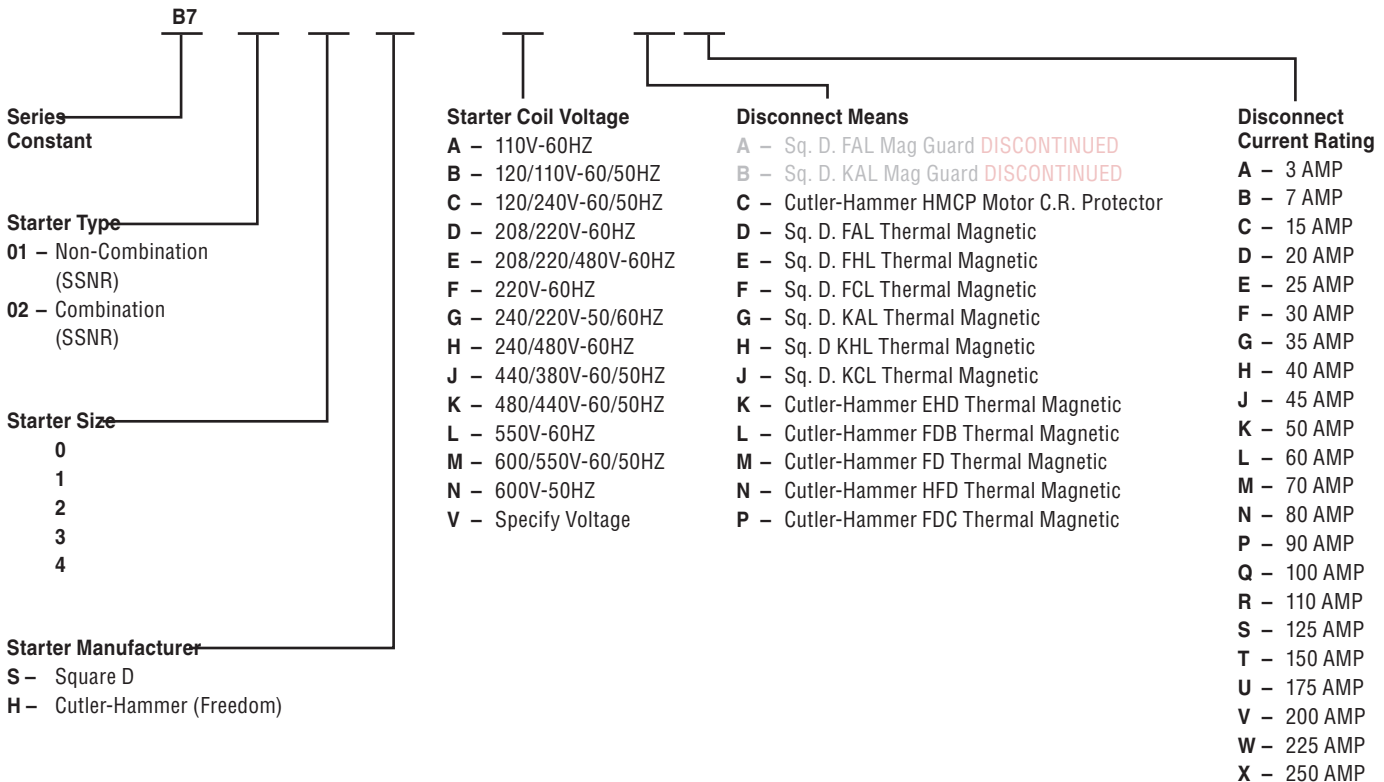 B7
Series
Constant
Starter Type
01 – Non-Combination
(SSNR)
02 – Combination
(SSNR)
Starter Size
0
1
2
3
4
Starter Manufacturer
S – Square D
H – Cutler-Hammer (Freedom)
Starter Coil Voltage
A – 110V-60HZ
B – 120/110V-60/50HZ
C – 120/240V-60/50HZ
D – 208/220V-60HZ
E – 208/220/480V-60HZ
F – 220V-60HZ
G – 240/220V-50/60HZ
H – 240/480V-60HZ
J – 440/380V-60/50HZ
K – 480/440V-60/50HZ
L – 550V-60HZ
M – 600/550V-60/50HZ
N – 600V-50HZ
V – Specify Voltage
Disconnect Means
A – Sq. D. FAL Mag Guard DISCONTINUED
B – Sq. D. KAL Mag Guard DISCONTINUED
C – Cutler-Hammer HMCP Motor C.R. Protector
D – Sq. D. FAL Thermal Magnetic
E – Sq. D. FHL Thermal Magnetic
F – Sq. D. FCL Thermal Magnetic
G – Sq. D. KAL Thermal Magnetic
H – Sq. D KHL Thermal Magnetic
J – Sq. D. KCL Thermal Magnetic
K – Cutler-Hammer EHD Thermal Magnetic
L – Cutler-Hammer FDB Thermal Magnetic
M – Cutler-Hammer FD Thermal Magnetic
N – Cutler-Hammer HFD Thermal Magnetic
P – Cutler-Hammer FDC Thermal Magnetic
Disconnect
Current Rating
A – 3 AMP
B – 7 AMP
C – 15 AMP
D – 20 AMP
E – 25 AMP
F – 30 AMP
G – 35 AMP
H – 40 AMP
J – 45 AMP
K – 50 AMP
L – 60 AMP
M – 70 AMP
N – 80 AMP
P – 90 AMP
Q – 100 AMP
R – 110 AMP
S – 125 AMP
T – 150 AMP
U – 175 AMP
V – 200 AMP
W – 225 AMP
X – 250 AMP